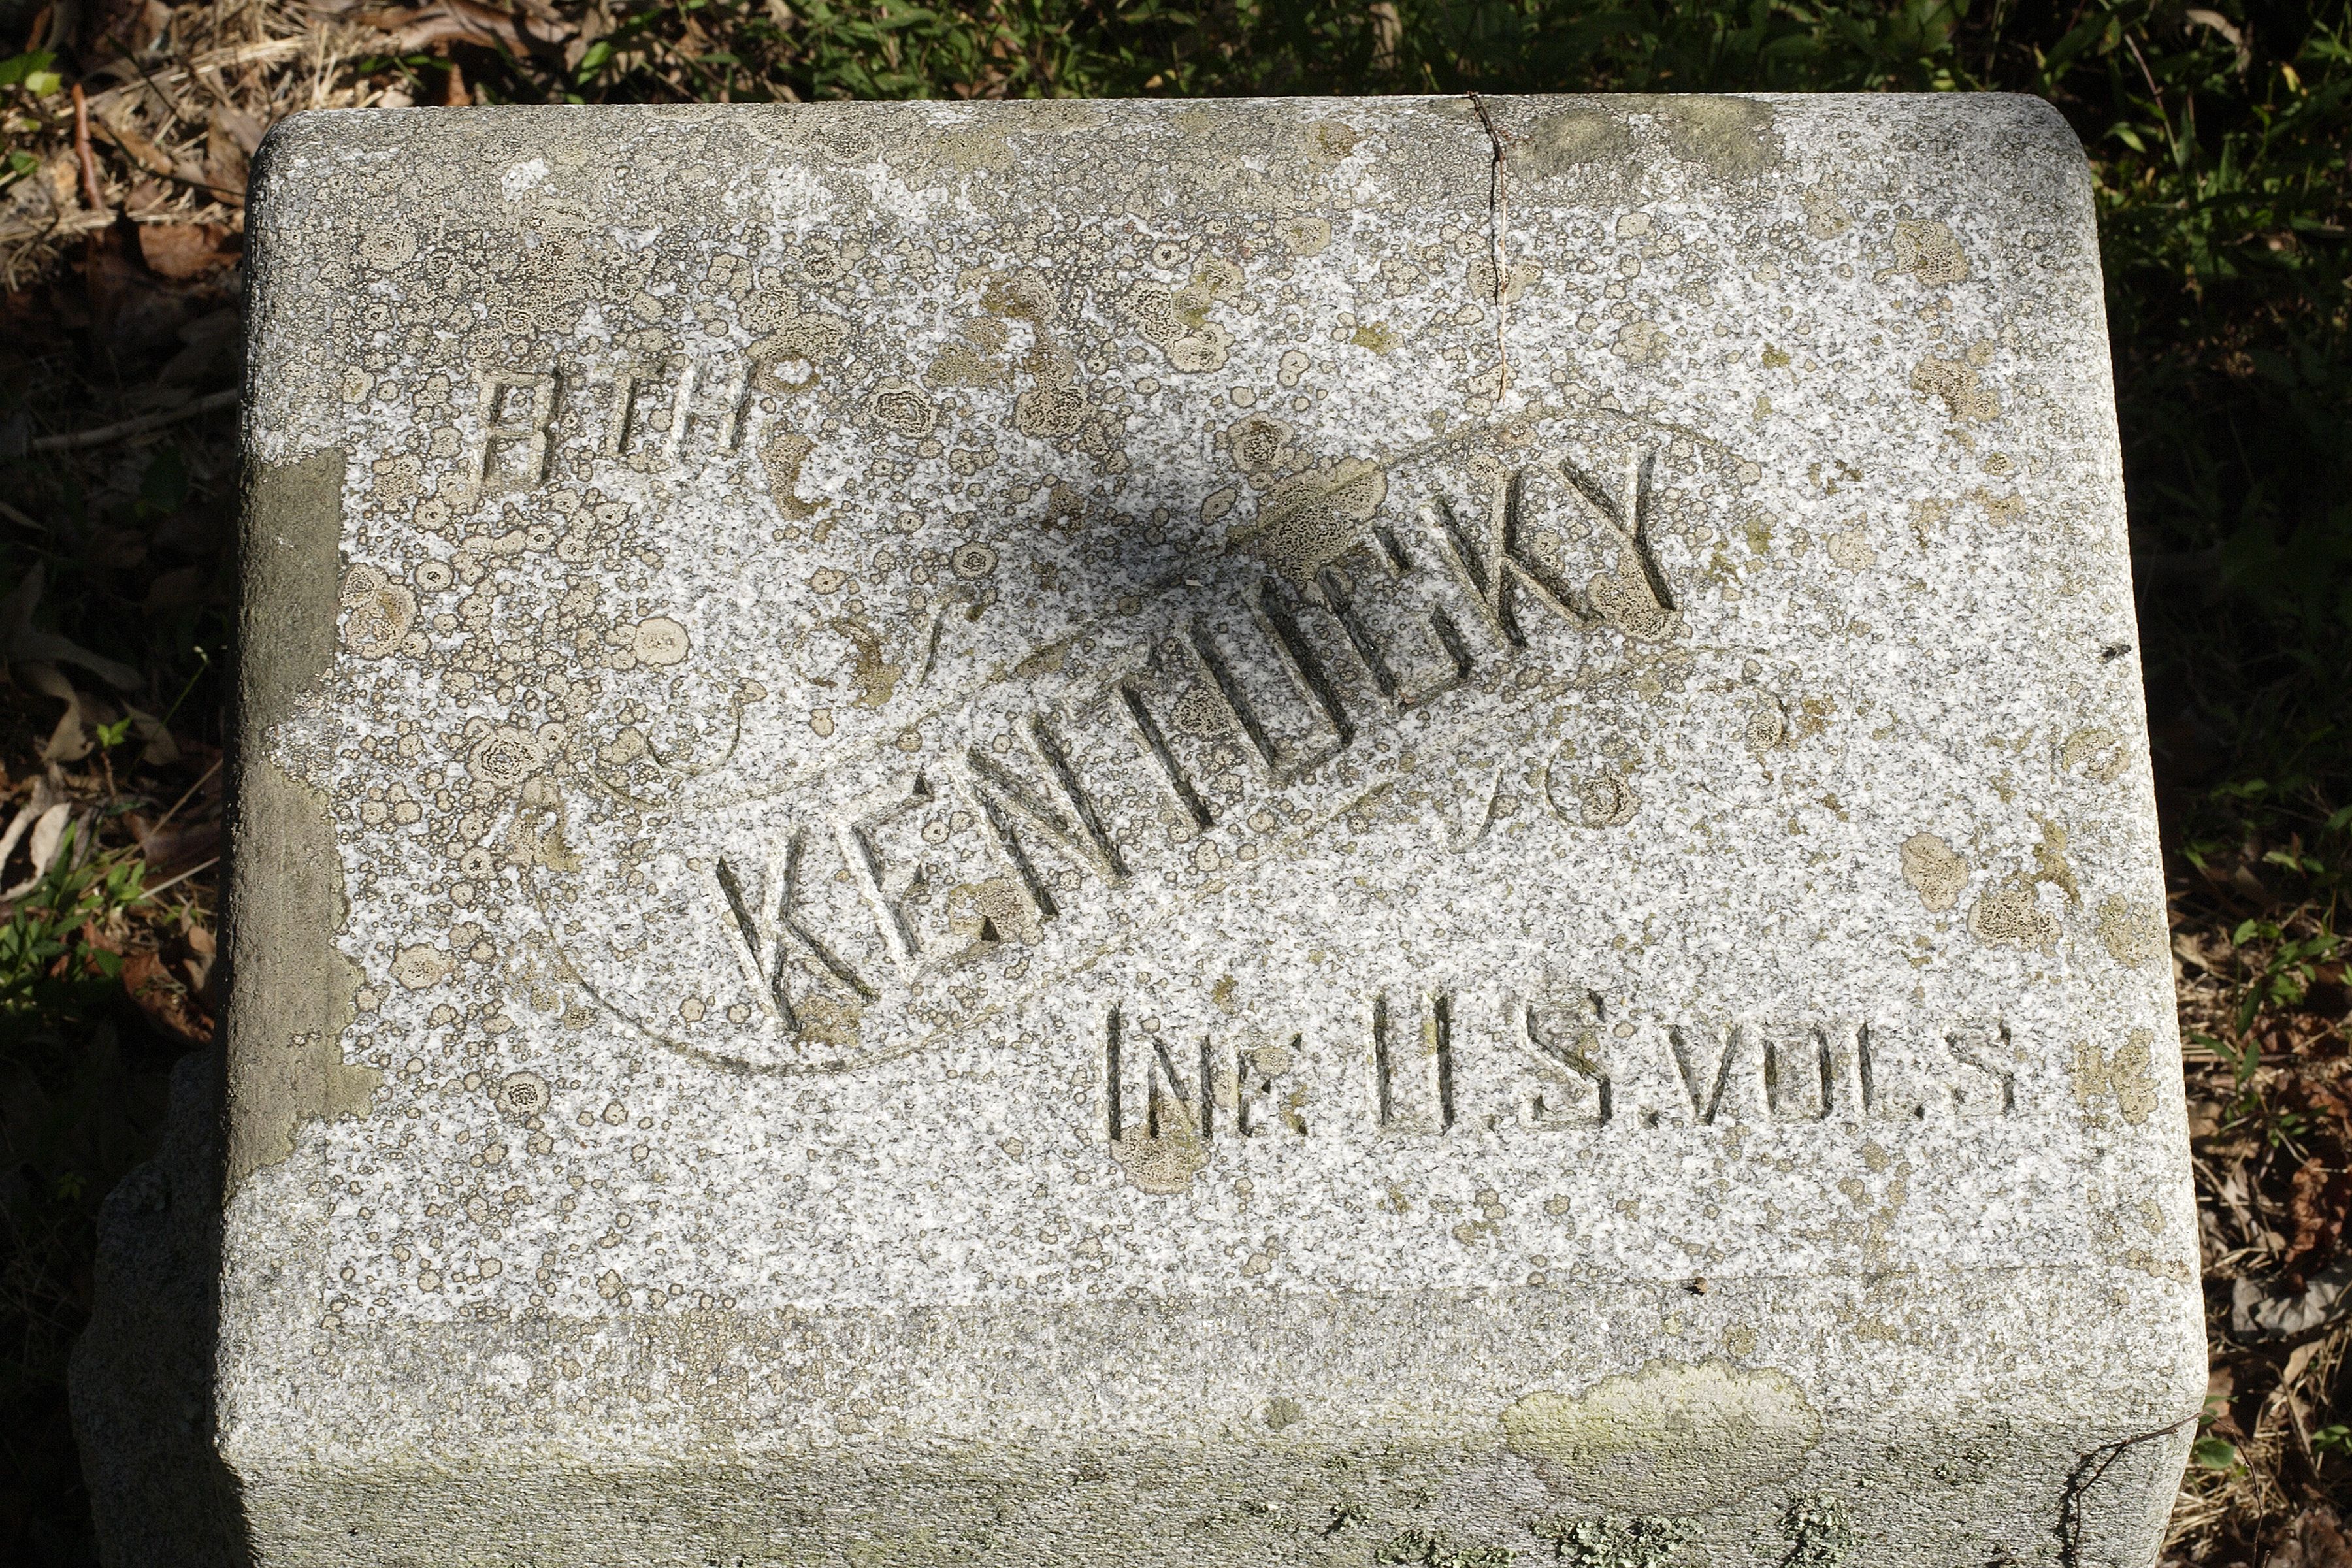 8TH
KENTUCKY
INF U.S. VOLS